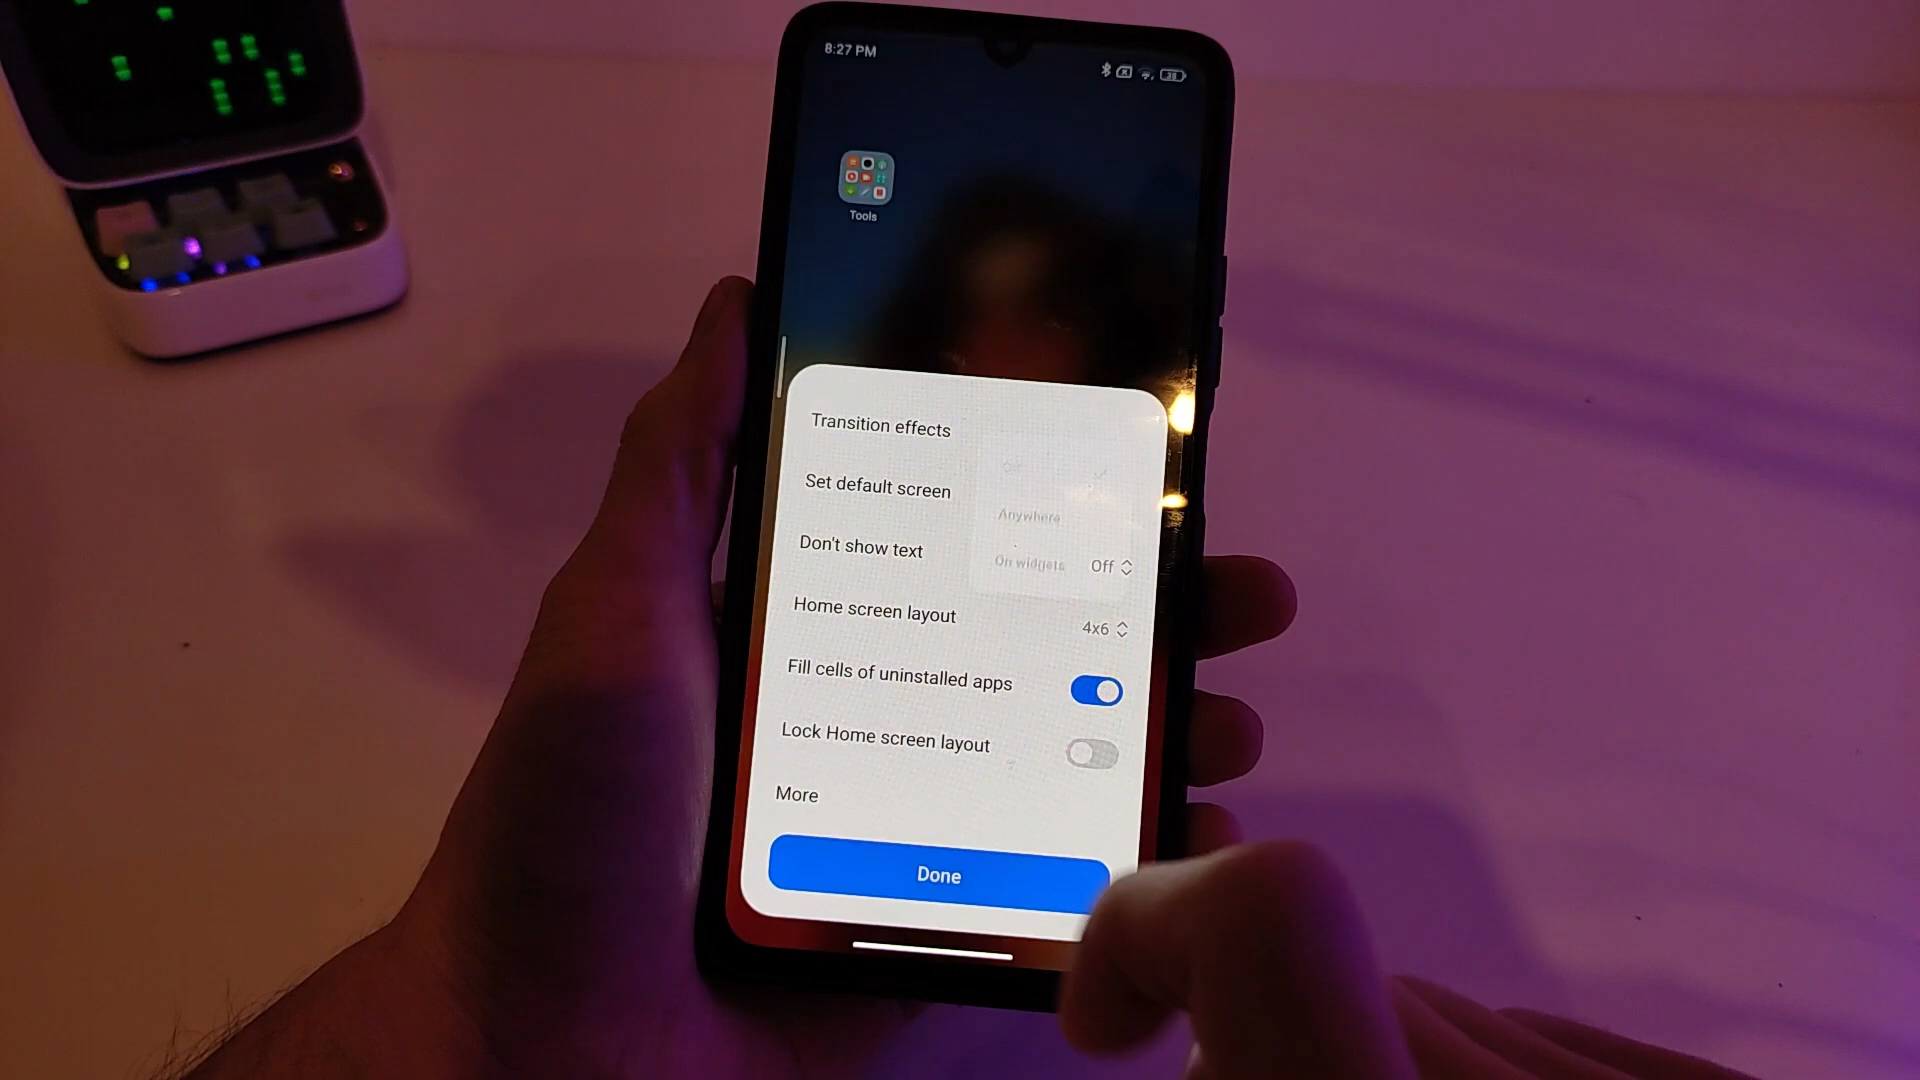 8:27 PM
38
Tools
Transition effects
Set default screen
Anywhere
Don't show text
On widgets
Off
Home screen layout
4x6
Fill cells of uninstalled apps
Lock Home screen layout
More
Done